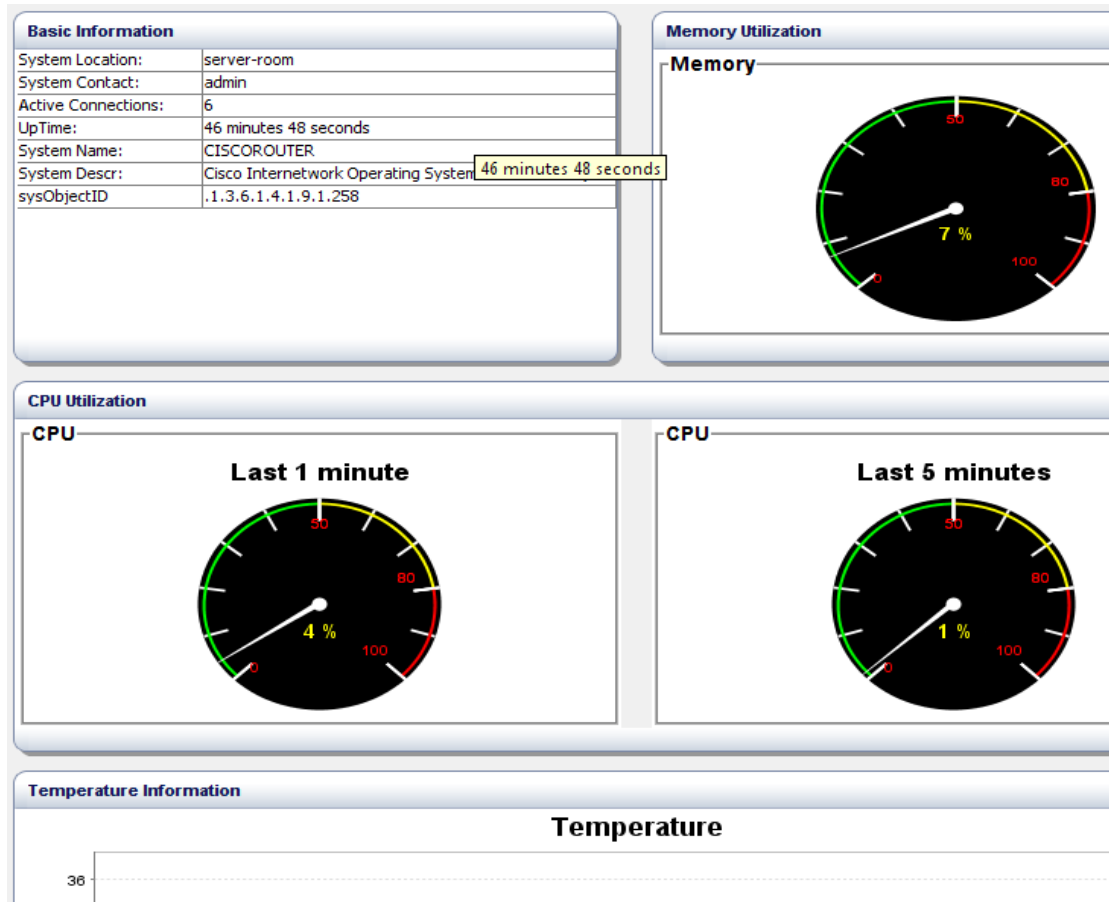 Basic Information
System Location: server-room
System Contact: admin
Active Connections: 6
UpTime: 46 minutes 48 seconds
System Name: CISCOROUTER
System Descr: Cisco Internetwork Operating System
46 minutes 48 seconds
sysObjectID .1.3.6.1.4.1.9.1.258
Memory Utilization
Memory
50
80
7 %
100
0
CPU Utilization
CPU
Last 1 minute
50
80
4 %
100
0
CPU
Last 5 minutes
50
80
1 %
100
0
Temperature Information
Temperature
36